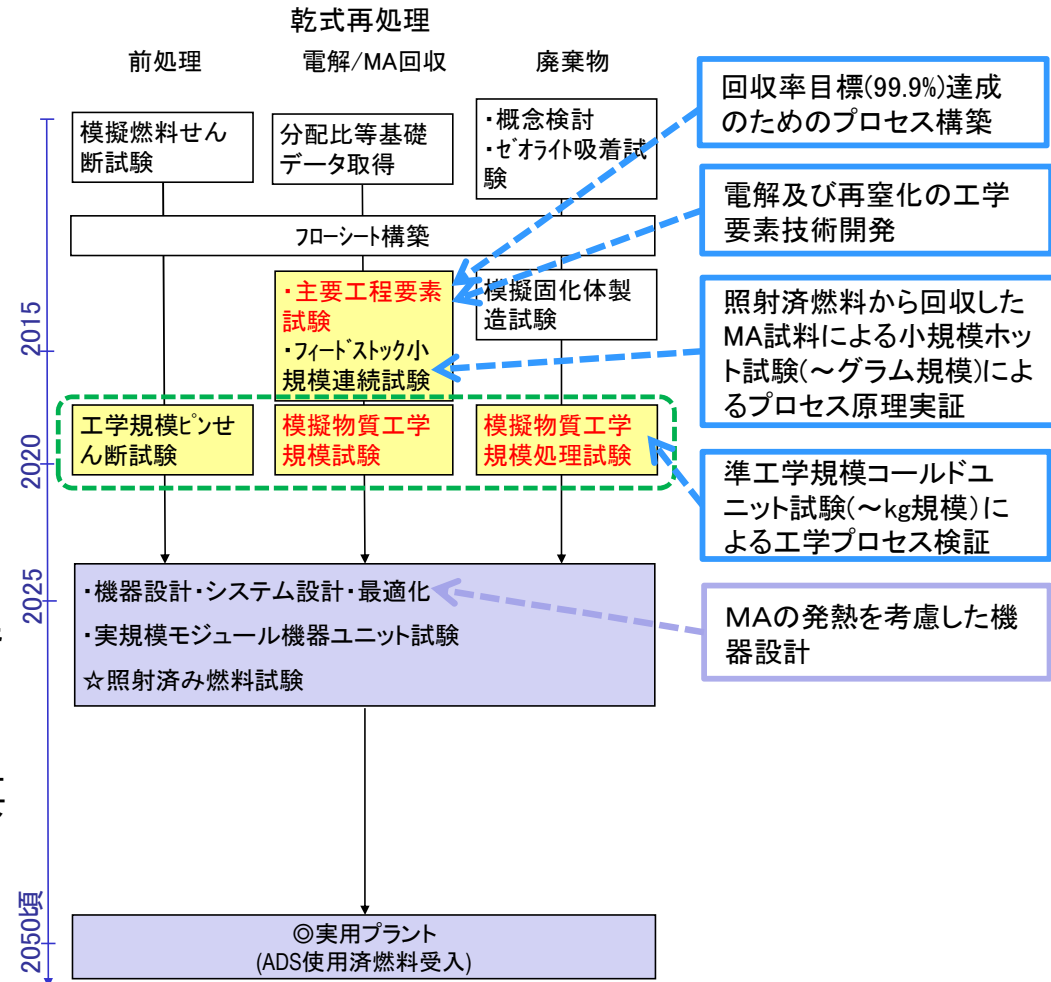 乾式再処理
前処理
電解/MA回収
廃棄物
模擬燃料せん
断試験
分配比等基礎
データ取得
・概念検討
・ゼオライト吸着試
験
フローシート構築
・主要工程要素
試験
・フィードストック小
規模連続試験
模擬固化体製
造試験
工学規模ピンせ
ん断試験
模擬物質工学
規模試験
模擬物質工学
規模処理試験
・機器設計・システム設計・最適化
・実規模モジュール機器ユニット試験
☆照射済み燃料試験
◎実用プラント
(ADS使用済燃料受入)
2015
2020
2025
2050頃
回収率目標(99.9%)達成
のためのプロセス構築
電解及び再窒化の工学
要素技術開発
照射済燃料から回収した
MA試料による小規模ホッ
ト試験(～グラム規模)によ
るプロセス原理実証
準工学規模コールドユ
ニット試験(～kg規模)に
よる工学プロセス検証
MAの発熱を考慮した機
器設計